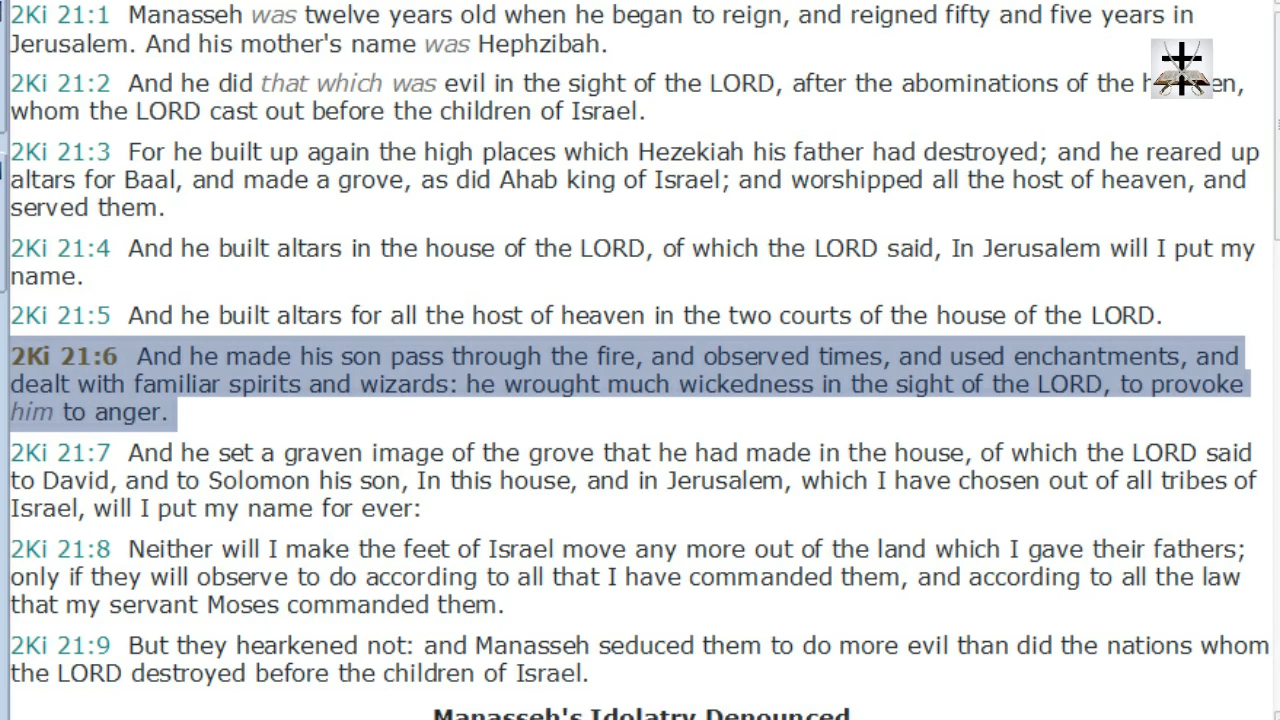 2Ki 21:1 Manasseh was twelve years old when he began to reign, and reigned fifty and five years in
Jerusalem. And his mother's name was Hephzibah.
2Ki 21:2 And he did that which was evil in the sight of the LORD, after the abominations of the h en,
whom the LORD cast out before the children of Israel.
2Ki 21:3 For he built up again the high places which Hezekiah his father had destroyed; and he reared up
altars for Baal, and made a grove, as did Ahab king of Israel; and worshipped all the host of heaven, and
served them.
2Ki 21:4 And he built altars in the house of the LORD, of which the LORD said, In Jerusalem will I put my
name.
2Ki 21:5 And he built altars for all the host of heaven in the two courts of the house of the LORD.
2Ki 21:6 And he made his son pass through the fire, and observed times, and used enchantments, and
dealt with familiar spirits and wizards: he wrought much wickedness in the sight of the LORD, to provoke
him to anger.
2Ki 21:7 And he set a graven image of the grove that he had made in the house, of which the LORD said
to David, and to Solomon his son, In this house, and in Jerusalem, which I have chosen out of all tribes of
Israel, will I put my name for ever:
2Ki 21:8 Neither will I make the feet of Israel move any more out of the land which I gave their fathers;
only if they will observe to do according to all that I have commanded them, and according to all the law
that my servant Moses commanded them.
2Ki 21:9 But they hearkened not: and Manasseh seduced them to do more evil than did the nations whom
the LORD destroyed before the children of Israel.
Manasseh's Idolatry Denounced